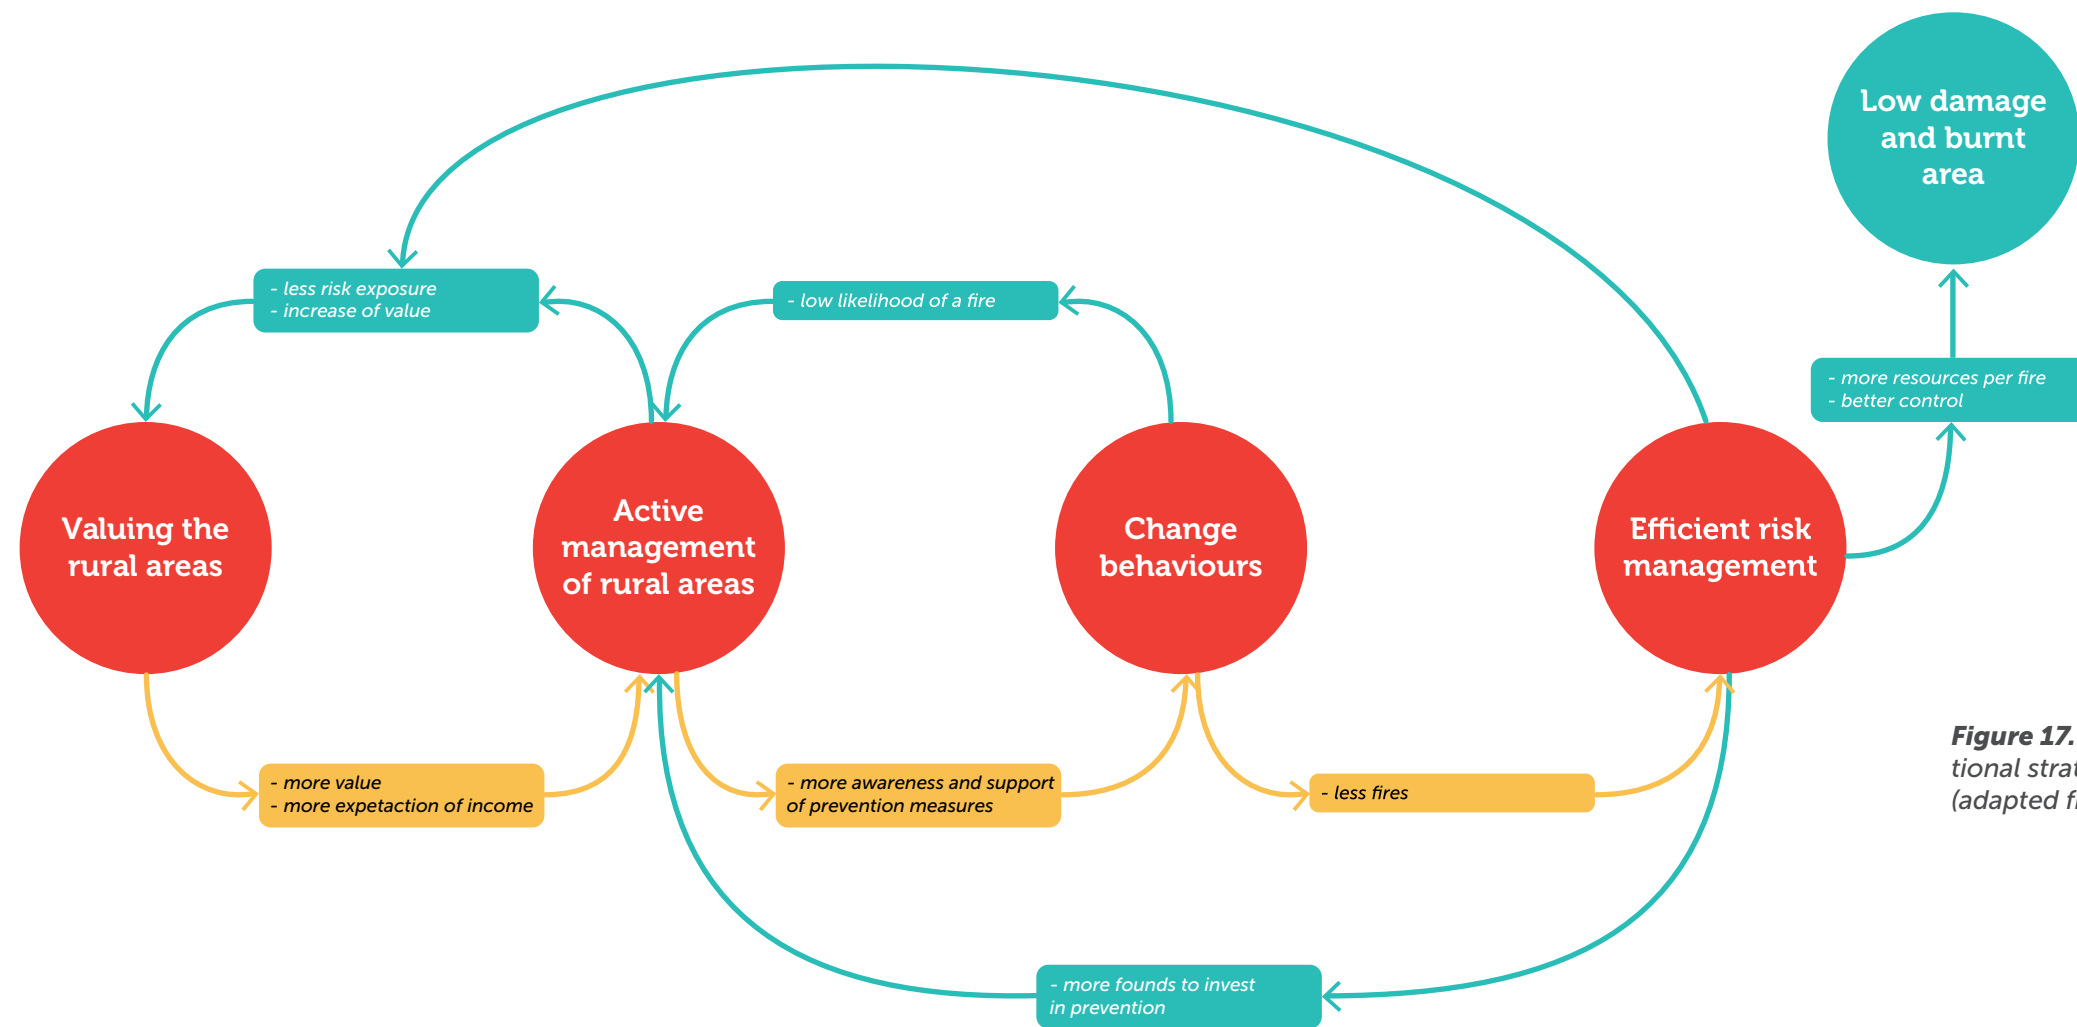 Low damage
and burnt
area
- less risk exposure
- increase of value
- low likelihood of a fire
- more resources per fire
- better control
Valuing the
rural areas
Active
management
of rural areas
Change
behaviours
Efficient risk
management
- more value
- more expetaction of income
- more awareness and support
of prevention measures
- less fires
Figure 17.
tional strat
(adapted f
- more founds to invest
in prevention